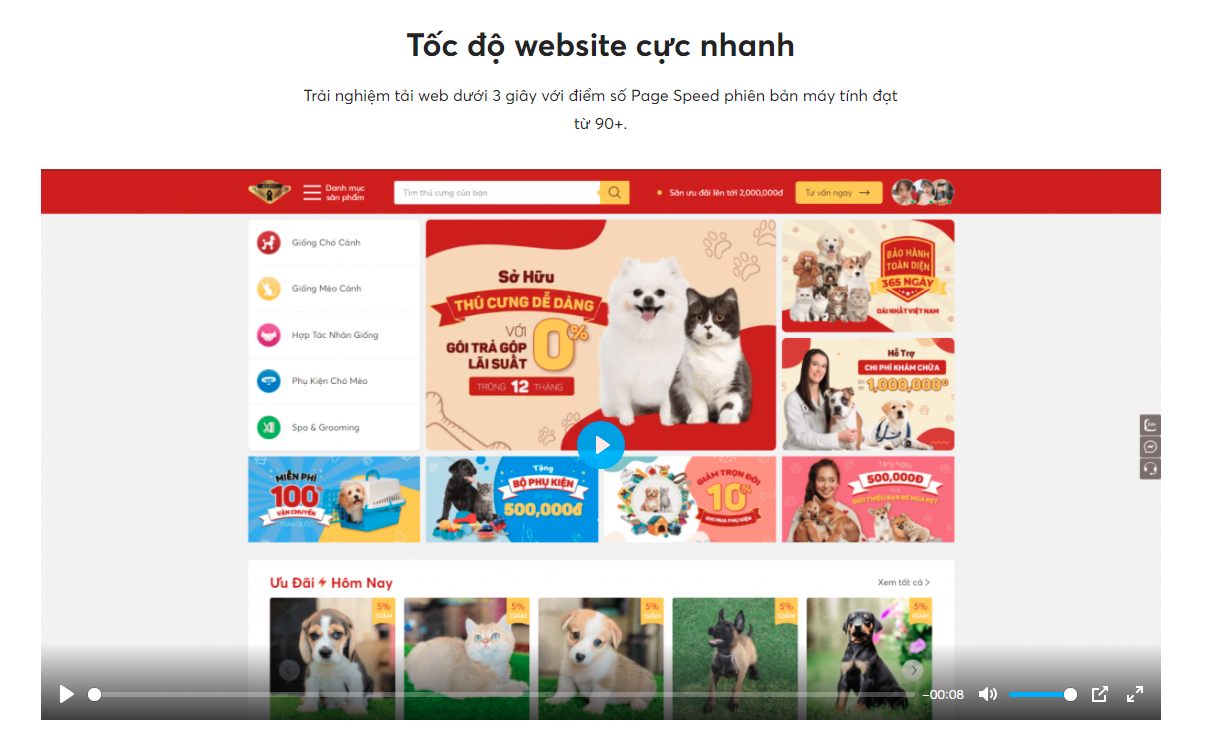 Tốc độ website cực nhanh
Trải nghiệm tải web dưới 3 giây với điểm số Page Speed phiên bản máy tính đạt
từ 90+.
Danh mục
sản phẩm
Tìm thú cưng của bạn
Săn ưu đãi lên tới 2,000,000đ
Tư vấn ngay →
Giống Chó Cảnh
Giống Mèo Cảnh
Hợp Tác Nhân Giống
Phụ Kiện Chó Mèo
Spa & Grooming
Sở Hữu
THÚ CƯNG DỄ DÀNG
VỚI
GÓI TRẢ GÓP
LÃI SUẤT
0%
TRONG 12 THÁNG
BẢO HÀNH
TOÀN DIỆN
365 NGÀY
DÀI NHẤT VIỆT NAM
Hỗ Trợ
CHI PHÍ KHÁM CHỮA
1,000,000Đ
MIỄN PHÍ
100%
VẬN CHUYỂN
TOÀN QUỐC
Tặng
BỘ PHỤ KIỆN
500,000đ
GIẢM TRỌN ĐỜI
10%
KHI MUA PHỤ KIỆN
Tặng Ngay
500,000Đ
KHI
GIỚI THIỆU BẠN BÈ MUA PET
Ưu Đãi Hôm Nay
Xem tất cả >
5%
GIẢM
5%
GIẢM
5%
GIẢM
5%
GIẢM
5%
GIẢM
−00:08